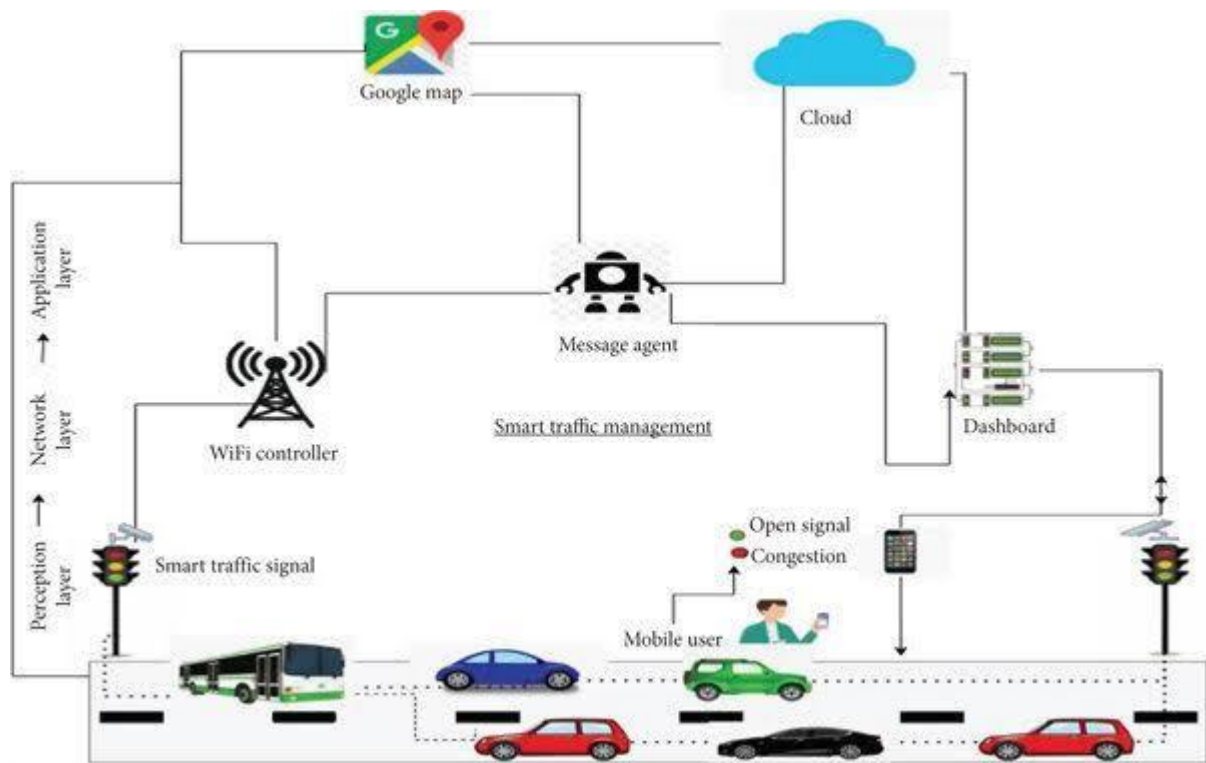 G
Google map
Cloud
Application
layer
Message agent
Network
layer
WiFi controller
Smart traffic management
Dashboard
Perception
layer
Smart traffic signal
Open signal
Congestion
Mobile user